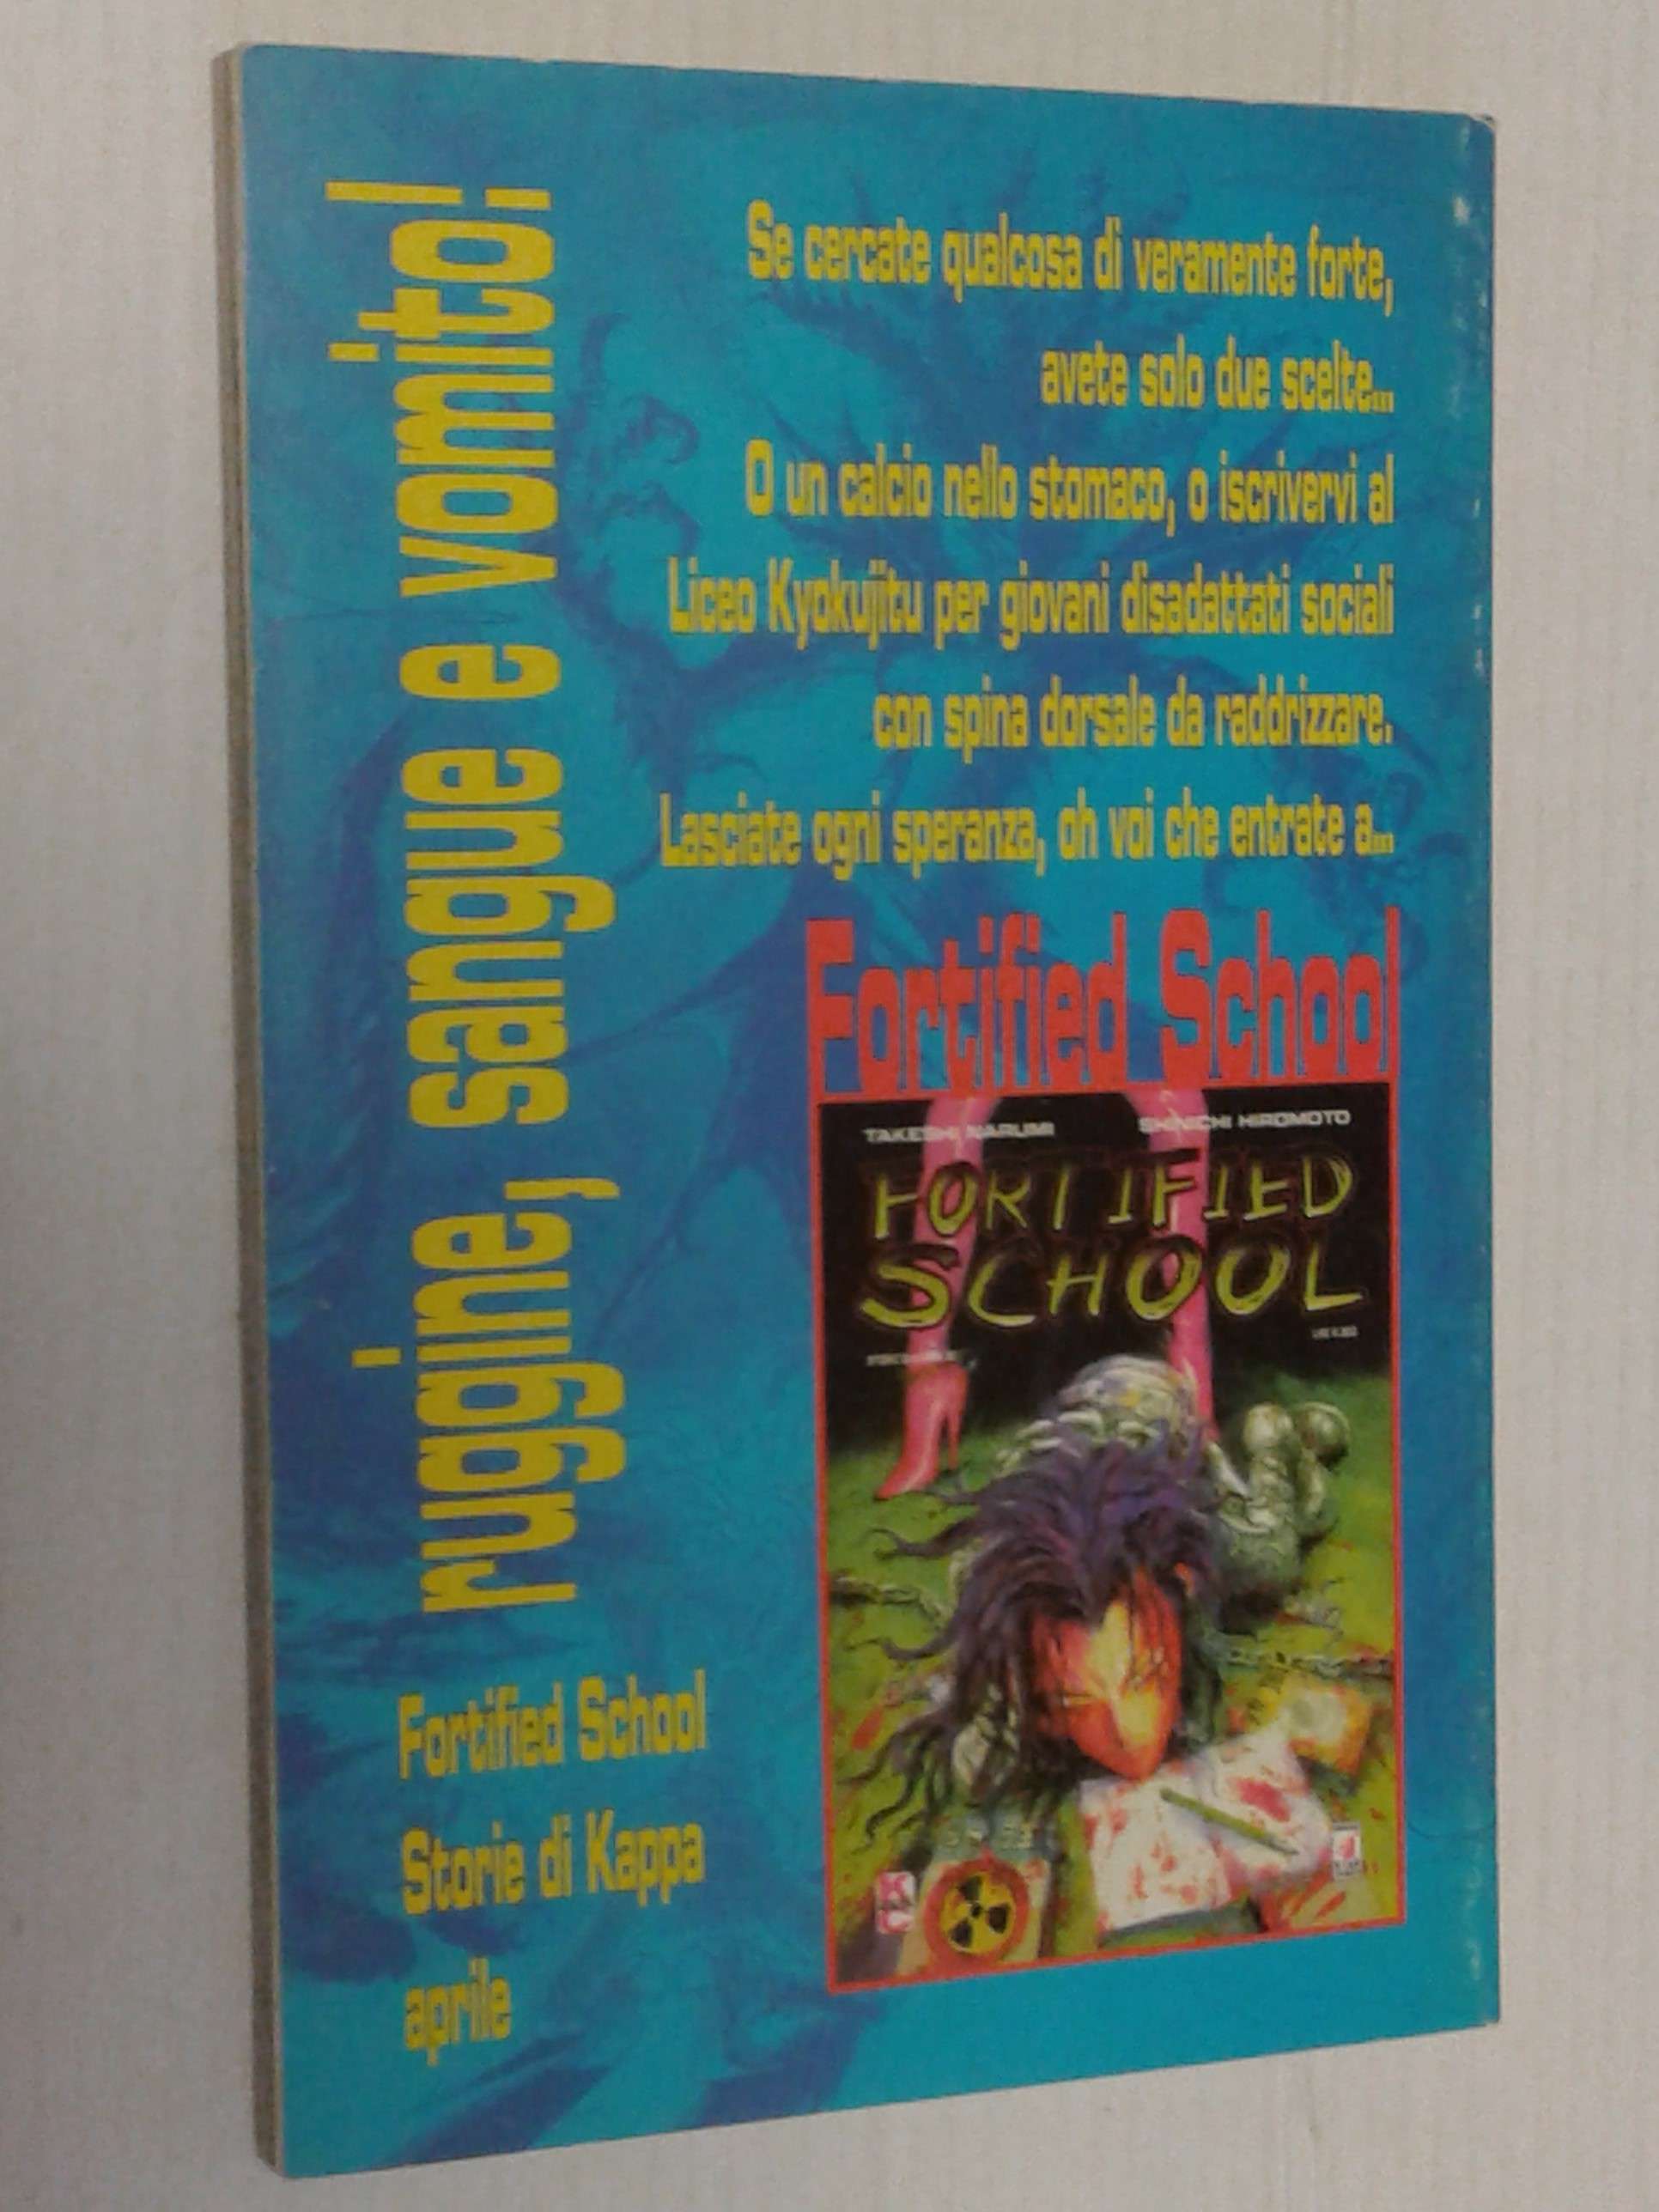 ruggine, sangue e vomito!
Se cercate qualcosa di veramente forte,
avete solo due scelte...
O un calcio nello stomaco, o iscrivervi al
Liceo Kyokujitu per giovani disadattati sociali
con spina dorsale da raddrizzare.
Lasciate ogni speranza, oh voi che entrate a...
Fortified School
TAKESHI NARUMI
SHINICHI HIROMOTO
FORTIFIED
SCHOOL
Fortified School
Storie di Kappa
aprile